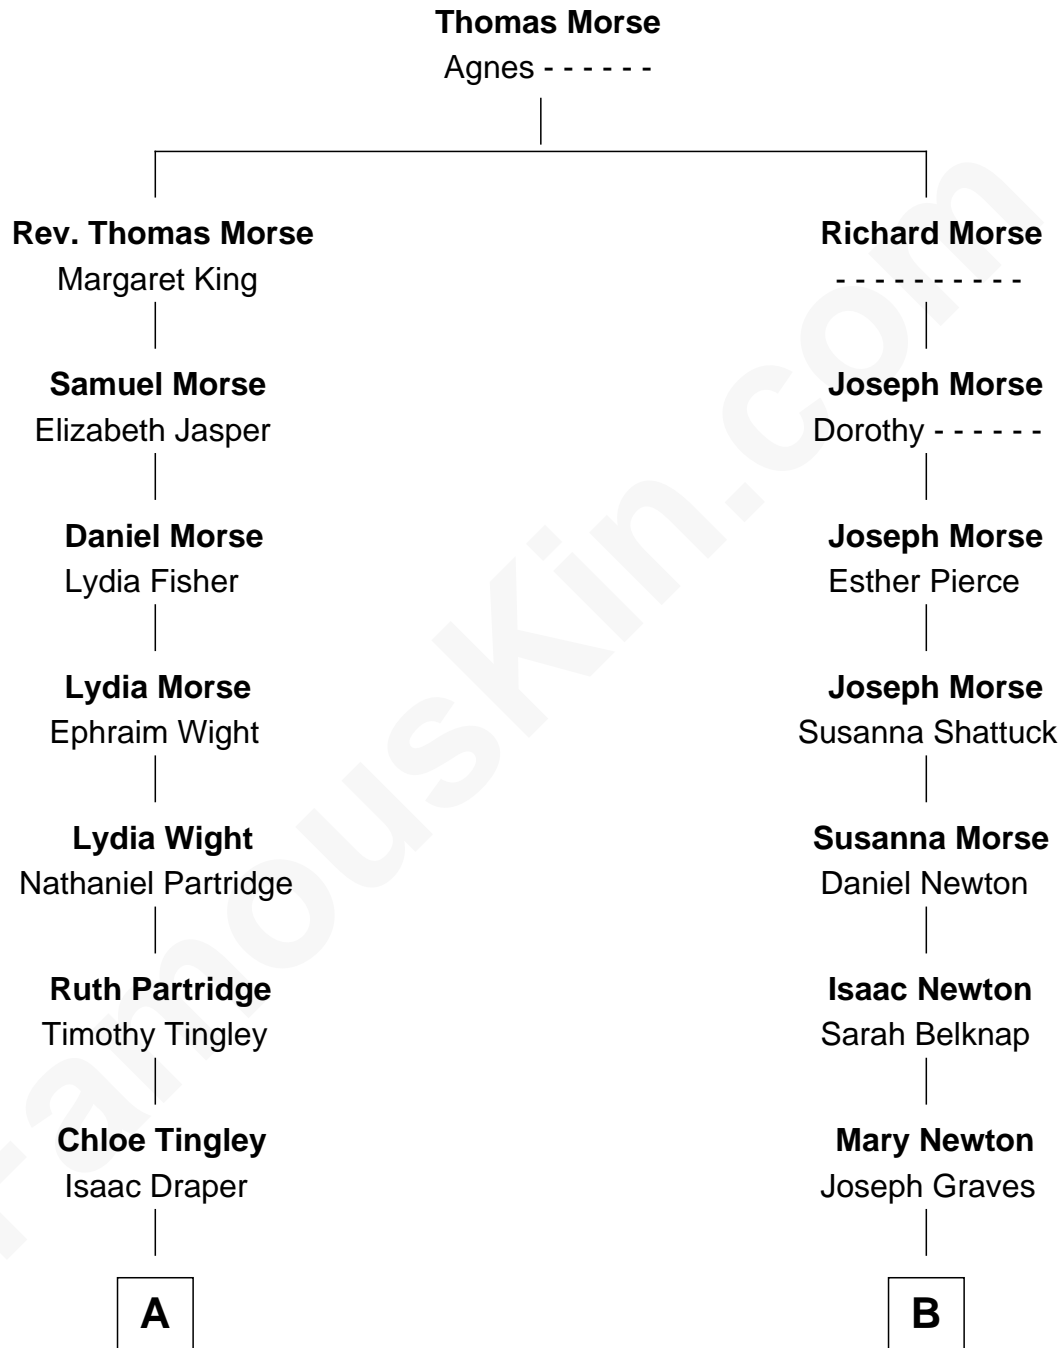 Thomas Morse
Agnes - - - - - -
Rev. Thomas Morse
Margaret King
Richard Morse
- - - - - - - - - -
Samuel Morse
Elizabeth Jasper
Joseph Morse
Dorothy - - - - - -
Daniel Morse
Lydia Fisher
Joseph Morse
Esther Pierce
Lydia Morse
Ephraim Wight
Joseph Morse
Susanna Shattuck
Lydia Wight
Nathaniel Partridge
Susanna Morse
Daniel Newton
Ruth Partridge
Timothy Tingley
Isaac Newton
Sarah Belknap
Chloe Tingley
Isaac Draper
Mary Newton
Joseph Graves
A
B
FamousKin.com